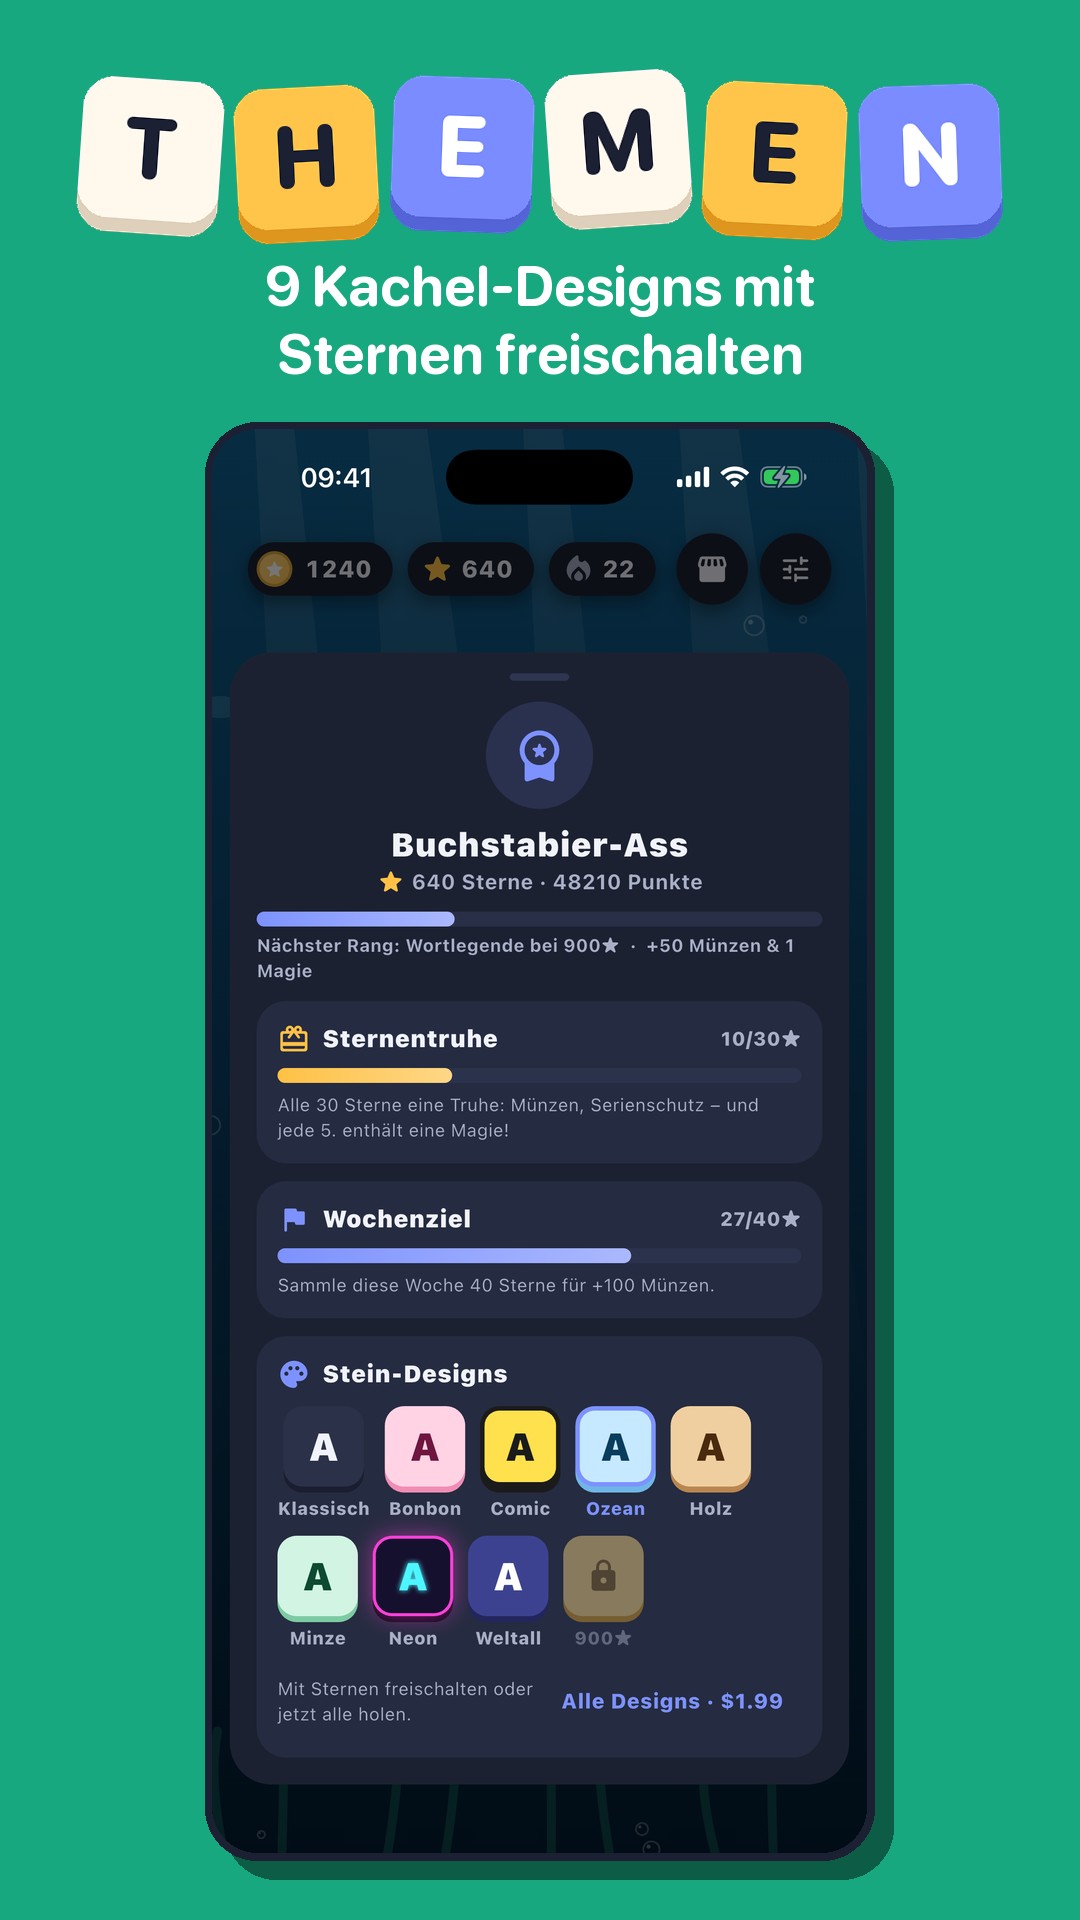 THEMEN
9 Kachel-Designs mit
Sternen freischalten
09:41
1240 640 22
Buchstabier-Ass
640 Sterne · 48210 Punkte
Nächster Rang: Wortlegende bei 900★ · +50 Münzen & 1
Magie
Sternentruhe 10/30★
Alle 30 Sterne eine Truhe: Münzen, Serienschutz – und
jede 5. enthält eine Magie!
Wochenziel 27/40★
Sammle diese Woche 40 Sterne für +100 Münzen.
Stein-Designs
A A A A A
Klassisch Bonbon Comic Ozean Holz
A A A
Minze Neon Weltall 900★
Mit Sternen freischalten oder
jetzt alle holen.
Alle Designs · $1.99